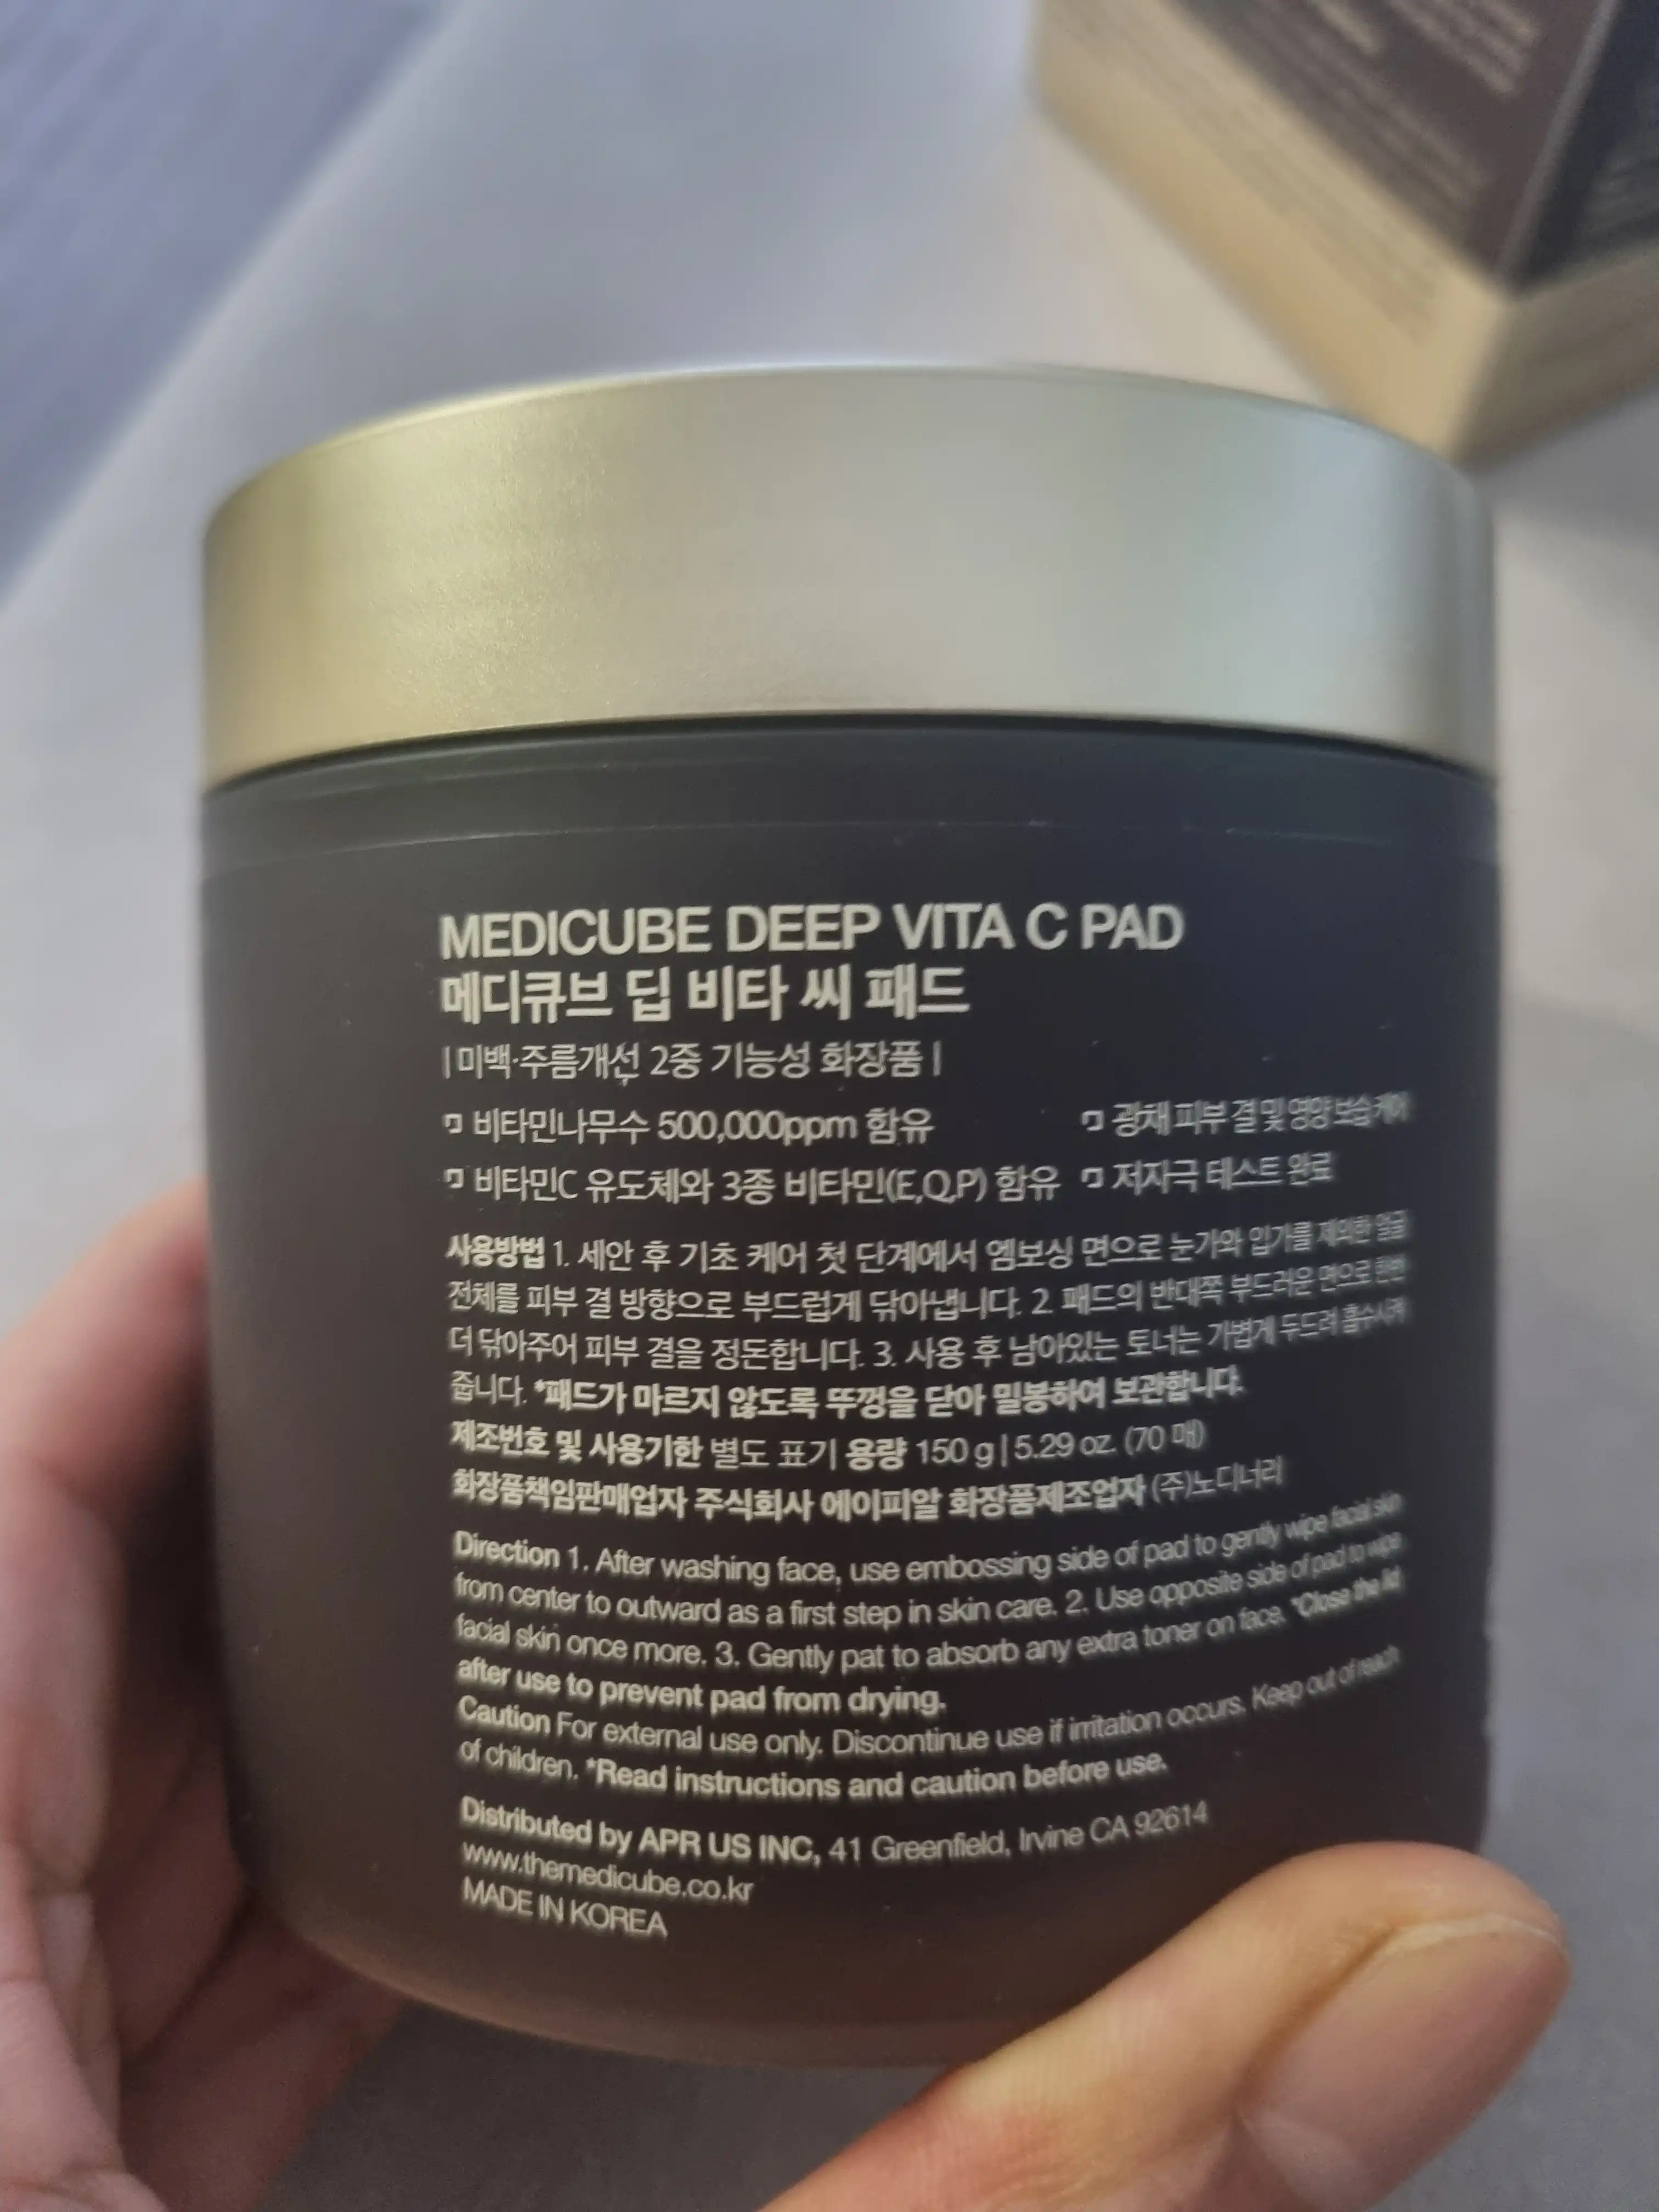 MEDICUBE DEEP VITA C PAD
메디큐브 딥 비타 씨 패드
| 미백·주름개선 2중 기능성 화장품 |
비타민나무수 500,000ppm 함유 광채 피부 결 및 영양 보습 케어
비타민C 유도체와 3종 비타민(E,Q,P) 함유 저자극 테스트 완료
사용방법 1. 세안 후 기초 케어 첫 단계에서 엠보싱 면으로 눈가와 입가를 제외한 얼굴
전체를 피부 결 방향으로 부드럽게 닦아냅니다. 2. 패드의 반대쪽 부드러운 면으로 한번
더 닦아주어 피부 결을 정돈합니다. 3. 사용 후 남아있는 토너는 가볍게 두드려 흡수시켜
줍니다. *패드가 마르지 않도록 뚜껑을 닫아 밀봉하여 보관합니다.
제조번호 및 사용기한 별도 표기 용량 150 g | 5.29 oz. (70 매)
화장품책임판매업자 주식회사 에이피알 화장품제조업자 (주)노디너리
Direction 1. After washing face, use embossing side of pad to gently wipe facial skin
from center to outward as a first step in skin care. 2. Use opposite side of pad to wipe
facial skin once more. 3. Gently pat to absorb any extra toner on face. *Close the lid
after use to prevent pad from drying.
Caution For external use only. Discontinue use if irritation occurs. Keep out of reach
of children. *Read instructions and caution before use.
Distributed by APR US INC, 41 Greenfield, Irvine CA 92614
www.themedicube.co.kr
MADE IN KOREA